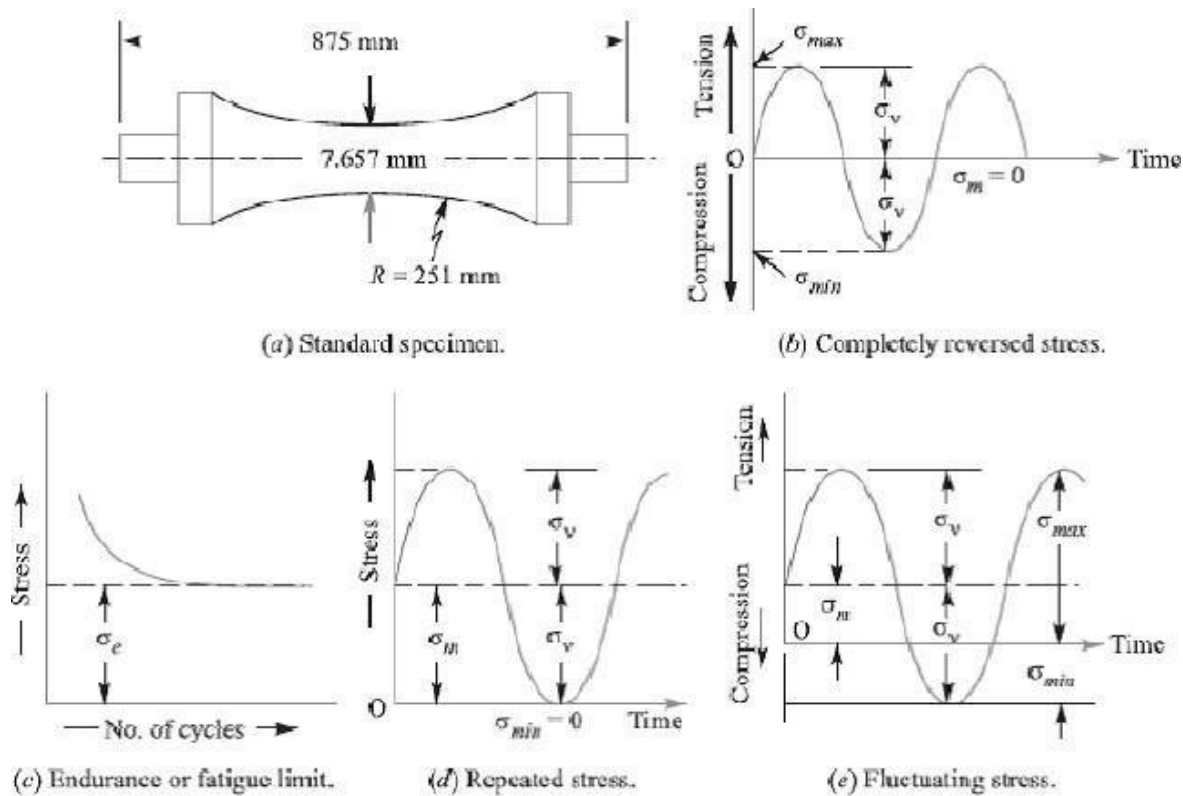 875 mm
7.657 mm
R = 251 mm
(a) Standard specimen.
Tension
Compression
σmax
σv
O
Time
σm = 0
σv
σmin
(b) Completely reversed stress.
Stress
σe
No. of cycles
(c) Endurance or fatigue limit.
Stress
σv
σm
σv
O
σmin = 0
Time
(d) Repeated stress.
Tension
Compression
σv
σmax
σm
σv
O
Time
σmin
(e) Fluctuating stress.